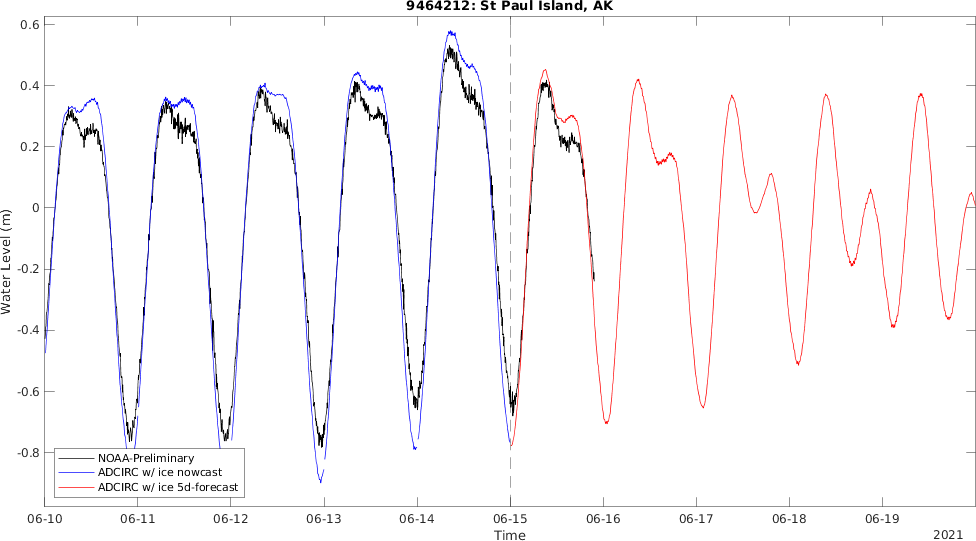 9464212: St Paul Island, AK
0.6
0.4
0.2
0
-0.2
-0.4
-0.6
-0.8
Water Level (m)
NOAA-Preliminary
ADCIRC w/ ice nowcast
ADCIRC w/ ice 5d-forecast
06-10 06-11 06-12 06-13 06-14 06-15 06-16 06-17 06-18 06-19
Time
2021